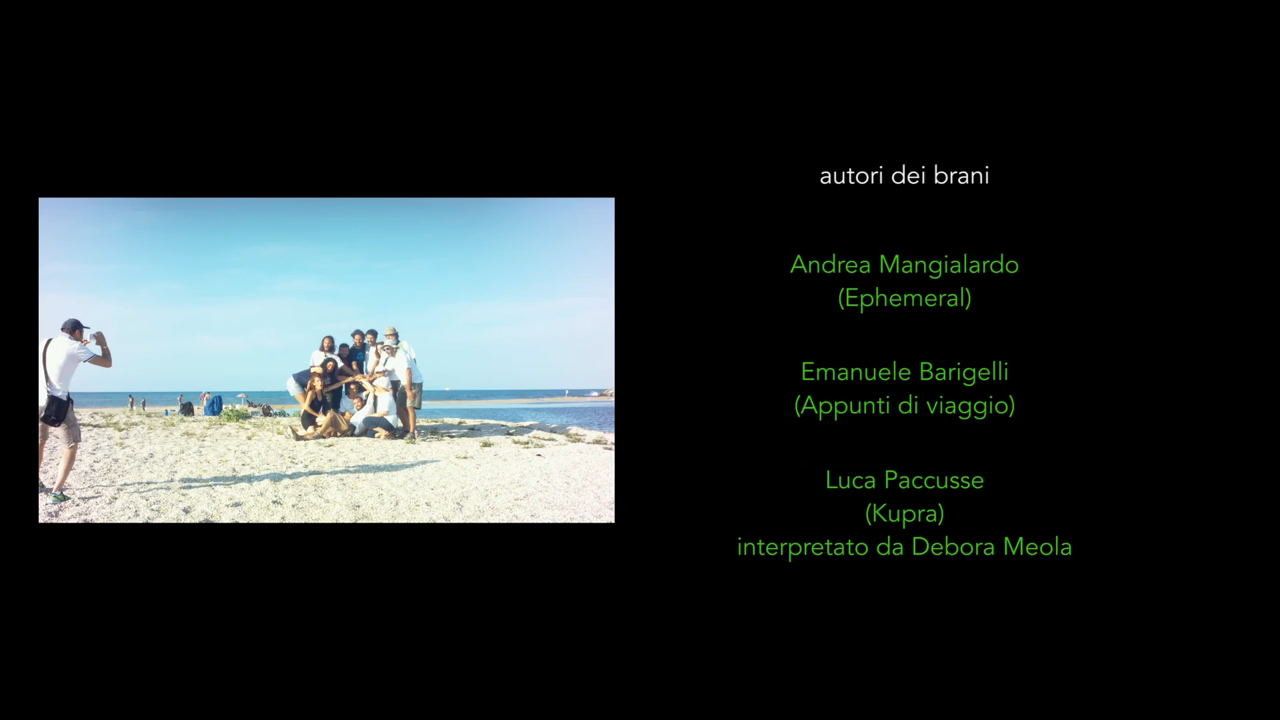 autori dei brani
Andrea Mangialardo
(Ephemeral)
Emanuele Barigelli
(Appunti di viaggio)
Luca Paccusse
(Kupra)
interpretato da Debora Meola